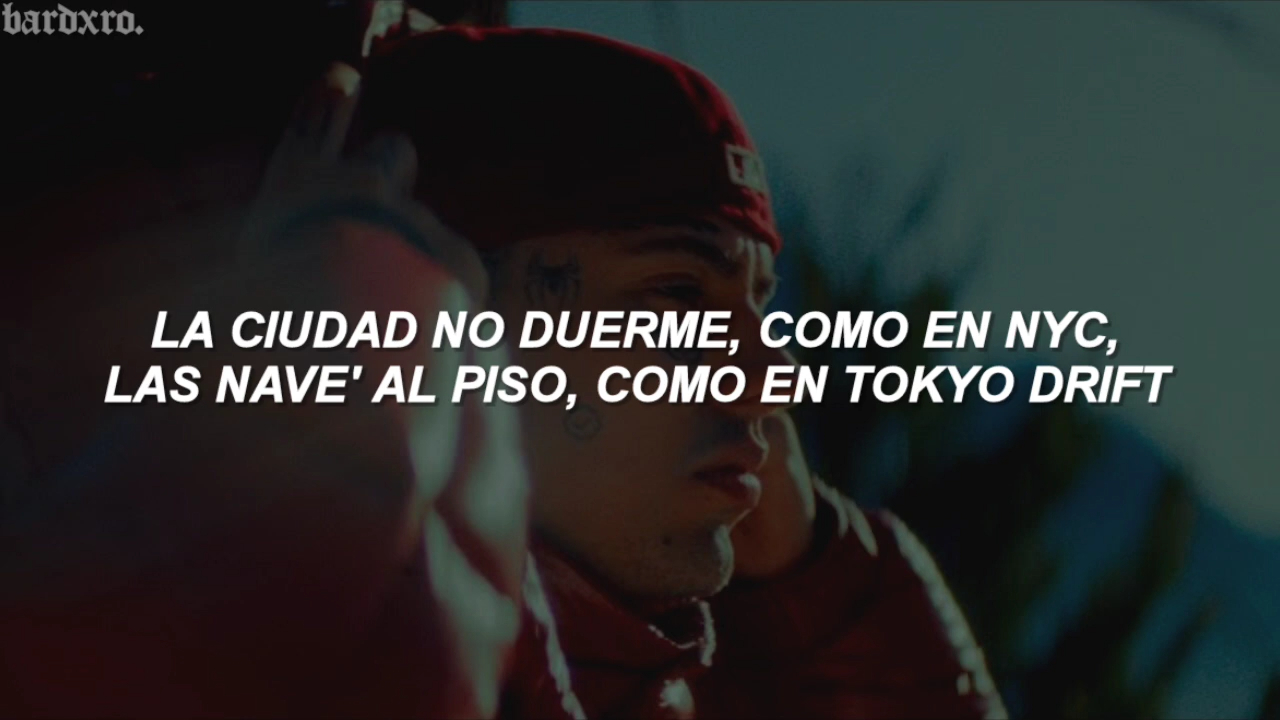 bardxro.
LA CIUDAD NO DUERME, COMO EN NYC,
LAS NAVE' AL PISO, COMO EN TOKYO DRIFT